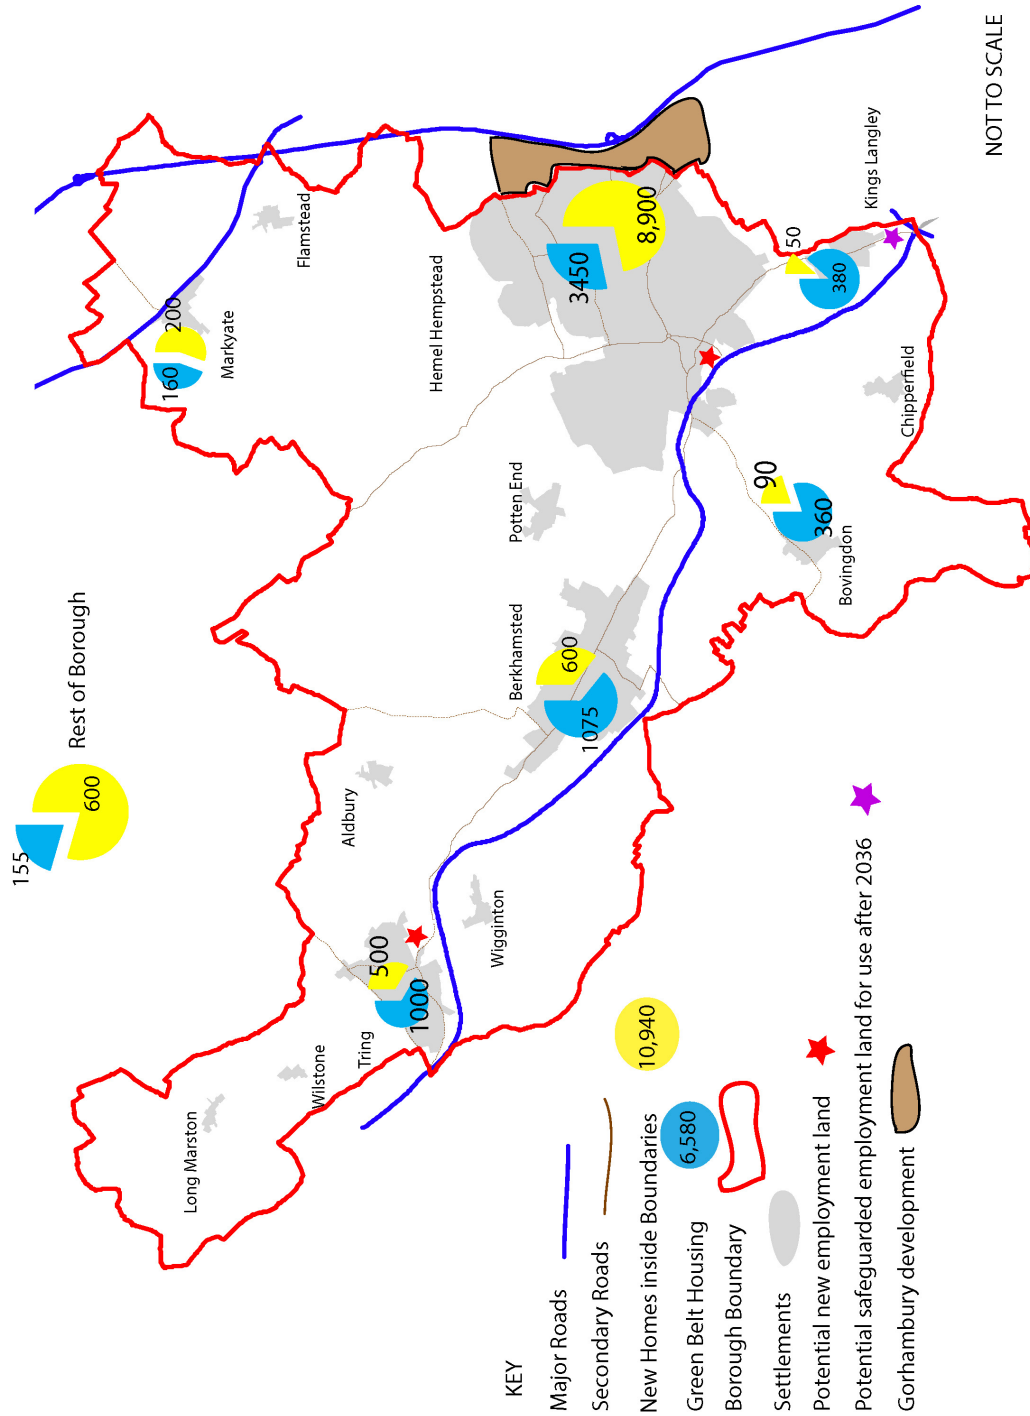 155
600
Rest of Borough
160
200
Markyate
Flamstead
Hemel Hempstead
3450
8,900
50
380
Kings Langley
Chipperfield
90
360
Bovingdon
Potten End
Berkhamsted
600
1075
Aldbury
Wigginton
500
1000
Tring
Wilstone
Long Marston
KEY
Major Roads
Secondary Roads
New Homes inside Boundaries
10,940
Green Belt Housing
6,580
Borough Boundary
Settlements
Potential new employment land
Potential safeguarded employment land for use after 2036
Gorhambury development
NOT TO SCALE